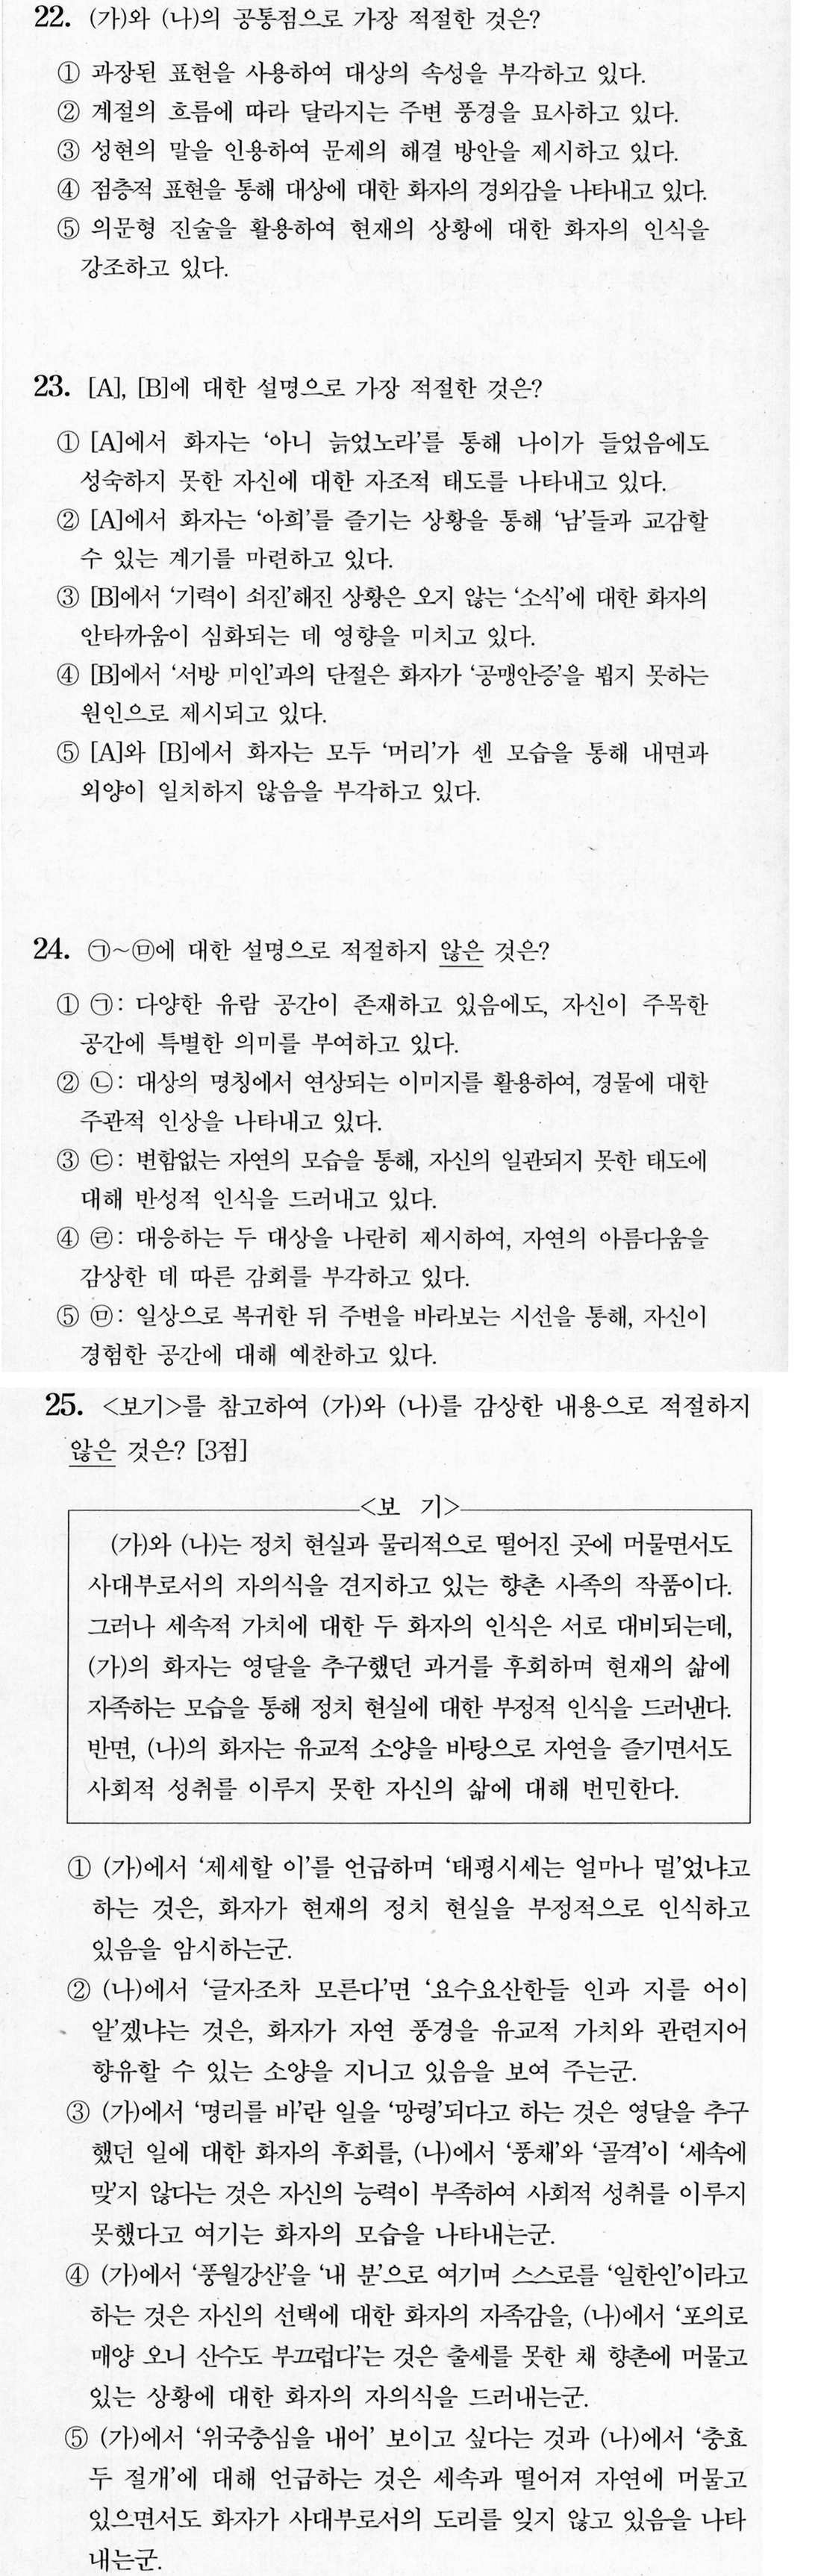 22. (가)와 (나)의 공통점으로 가장 적절한 것은?
① 과장된 표현을 사용하여 대상의 속성을 부각하고 있다.
② 계절의 흐름에 따라 달라지는 주변 풍경을 묘사하고 있다.
③ 성현의 말을 인용하여 문제의 해결 방안을 제시하고 있다.
④ 점층적 표현을 통해 대상에 대한 화자의 경외감을 나타내고 있다.
⑤ 의문형 진술을 활용하여 현재의 상황에 대한 화자의 인식을
강조하고 있다.
23. [A], [B]에 대한 설명으로 가장 적절한 것은?
① [A]에서 화자는 ‘아니 늙었노라’를 통해 나이가 들었음에도
성숙하지 못한 자신에 대한 자조적 태도를 나타내고 있다.
② [A]에서 화자는 ‘아희’를 즐기는 상황을 통해 ‘남’들과 교감할
수 있는 계기를 마련하고 있다.
③ [B]에서 ‘기력이 쇠진’해진 상황은 오지 않는 ‘소식’에 대한 화자의
안타까움이 심화되는 데 영향을 미치고 있다.
④ [B]에서 ‘서방 미인’과의 단절은 화자가 ‘공맹안증’을 뵙지 못하는
원인으로 제시되고 있다.
⑤ [A]와 [B]에서 화자는 모두 ‘머리’가 센 모습을 통해 내면과
외양이 일치하지 않음을 부각하고 있다.
24. ㉠~㉤에 대한 설명으로 적절하지 않은 것은?
① ㉠: 다양한 유람 공간이 존재하고 있음에도, 자신이 주목한
공간에 특별한 의미를 부여하고 있다.
② ㉡: 대상의 명칭에서 연상되는 이미지를 활용하여, 경물에 대한
주관적 인상을 나타내고 있다.
③ ㉢: 변함없는 자연의 모습을 통해, 자신의 일관되지 못한 태도에
대해 반성적 인식을 드러내고 있다.
④ ㉣: 대응하는 두 대상을 나란히 제시하여, 자연의 아름다움을
감상한 데 따른 감회를 부각하고 있다.
⑤ ㉤: 일상으로 복귀한 뒤 주변을 바라보는 시선을 통해, 자신이
경험한 공간에 대해 예찬하고 있다.
25. <보기>를 참고하여 (가)와 (나)를 감상한 내용으로 적절하지
않은 것은? [3점]
<보 기>
(가)와 (나)는 정치 현실과 물리적으로 떨어진 곳에 머물면서도
사대부로서의 자의식을 견지하고 있는 향촌 사족의 작품이다.
그러나 세속적 가치에 대한 두 화자의 인식은 서로 대비되는데,
(가)의 화자는 영달을 추구했던 과거를 후회하며 현재의 삶에
자족하는 모습을 통해 정치 현실에 대한 부정적 인식을 드러낸다.
반면, (나)의 화자는 유교적 소양을 바탕으로 자연을 즐기면서도
사회적 성취를 이루지 못한 자신의 삶에 대해 번민한다.
① (가)에서 ‘제세할 이’를 언급하며 ‘태평시세는 얼마나 멀’었냐고
하는 것은, 화자가 현재의 정치 현실을 부정적으로 인식하고
있음을 암시하는군.
② (나)에서 ‘글자조차 모른다’면 ‘요수요산한들 인과 지를 어이
알’겠냐는 것은, 화자가 자연 풍경을 유교적 가치와 관련지어
향유할 수 있는 소양을 지니고 있음을 보여 주는군.
③ (가)에서 ‘명리를 바’란 일을 ‘망령’되다고 하는 것은 영달을 추구
했던 일에 대한 화자의 후회를, (나)에서 ‘풍채’와 ‘골격’이 ‘세속에
맞’지 않다는 것은 자신의 능력이 부족하여 사회적 성취를 이루지
못했다고 여기는 화자의 모습을 나타내는군.
④ (가)에서 ‘풍월강산’을 ‘내 분’으로 여기며 스스로를 ‘일한인’이라고
하는 것은 자신의 선택에 대한 화자의 자족감을, (나)에서 ‘포의로
매양 오니 산수도 부끄럽다’는 것은 출세를 못한 채 향촌에 머물고
있는 상황에 대한 화자의 자의식을 드러내는군.
⑤ (가)에서 ‘위국충심을 내어’ 보이고 싶다는 것과 (나)에서 ‘충효
두 절개’에 대해 언급하는 것은 세속과 떨어져 자연에 머물고
있으면서도 화자가 사대부로서의 도리를 잊지 않고 있음을 나타
내는군.